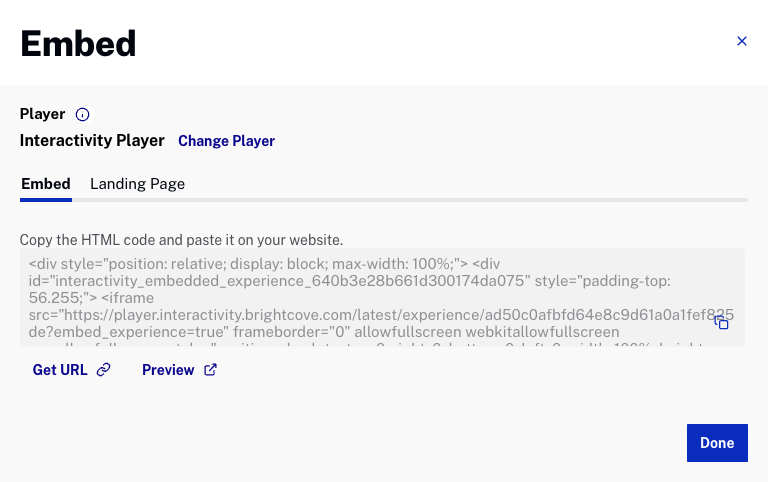 Embed
Player
Interactivity Player Change Player
Embed Landing Page
Copy the HTML code and paste it on your website.
<div style="position: relative; display: block; max-width: 100%;"> <div
id="interactivity_embedded_experience_640b3e28b661d300174da075" style="padding-top:
56.255;"> <iframe
src="https://player.interactivity.brightcove.com/latest/experience/ad50c0afbfd64e8c9d61a0a1fef825
de?embed_experience=true" frameborder="0" allowfullscreen webkitallowfullscreen
Get URL Preview
Done